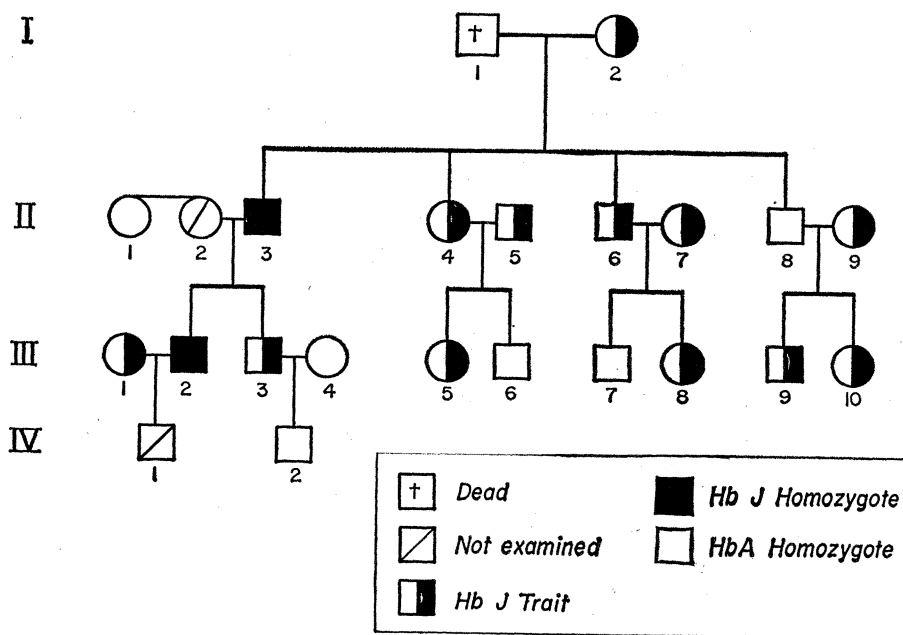 I
†
1 2
II
1 2 3 4 5 6 7 8 9
III
1 2 3 4 5 6 7 8 9 10
IV
1 2
† Dead
Hb J Homozygote
Not examined
HbA Homozygote
Hb J Trait